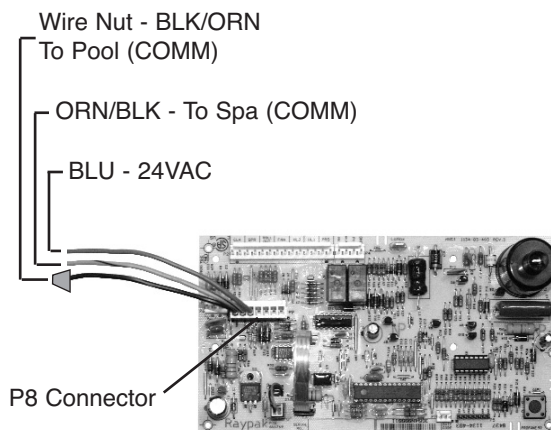 Wire Nut - BLK/ORN
To Pool (COMM)
ORN/BLK - To Spa (COMM)
BLU - 24VAC
P8 Connector
Raypak